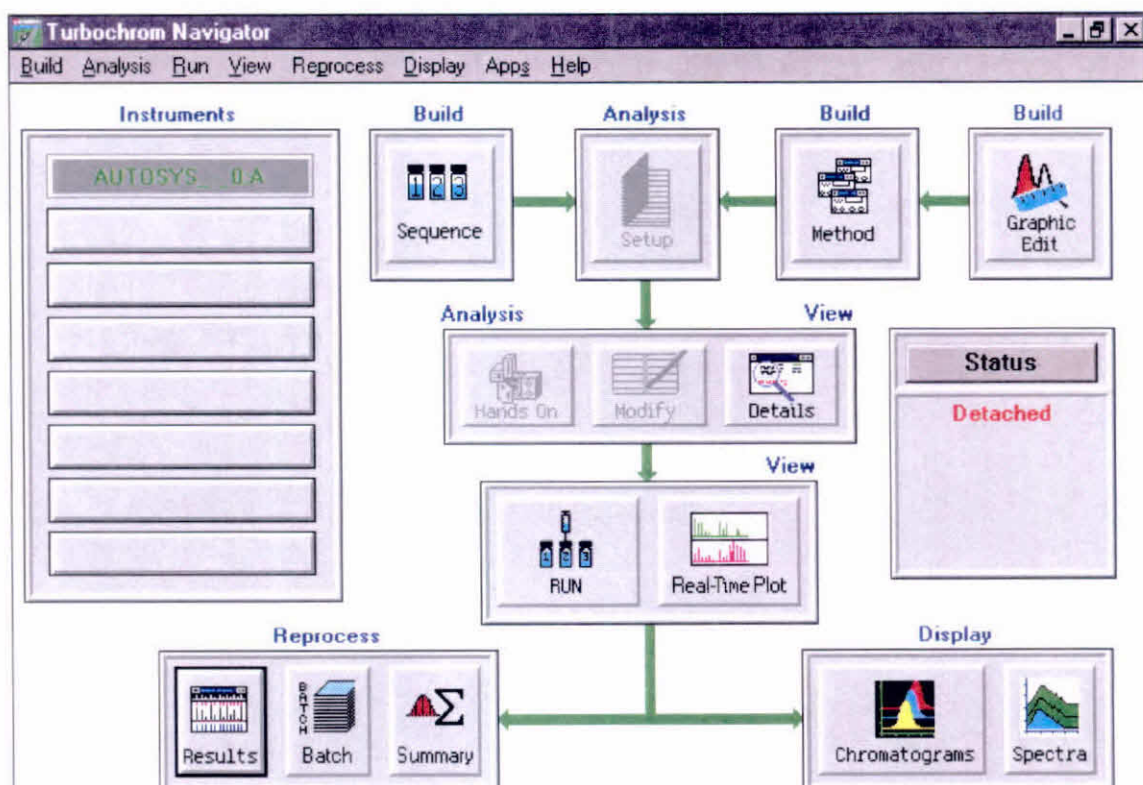 Turbochrom Navigator
Build Analysis Run View Reprocess Display Apps Help
Instruments
AUTOSYS__0A
Build
Sequence
Analysis
Setup
Build
Method
Build
Graphic
Edit
Analysis
View
Hands On
Modify
Details
Status
Detached
View
RUN
Real-Time Plot
Reprocess
Results
BATCH
Batch
Summary
Display
Chromatograms
Spectra